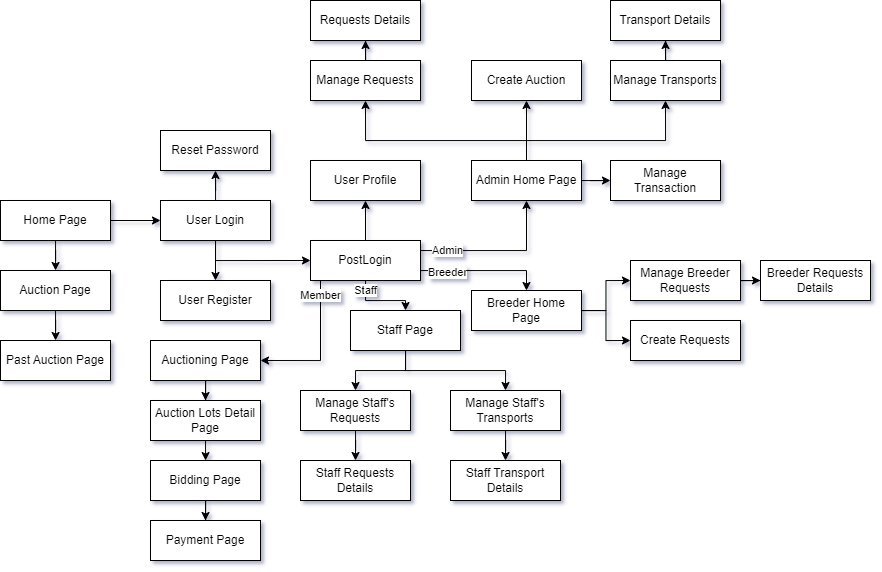 Requests Details
Transport Details
Manage Requests
Create Auction
Manage Transports
Reset Password
User Profile
Admin Home Page
Manage
Transaction
Home Page
User Login
PostLogin
Admin
Breeder
Staff
Member
Auction Page
User Register
Breeder Home
Page
Manage Breeder
Requests
Breeder Requests
Details
Create Requests
Staff Page
Past Auction Page
Auctioning Page
Auction Lots Detail
Page
Manage Staff's
Requests
Manage Staff's
Transports
Bidding Page
Staff Requests
Details
Staff Transport
Details
Payment Page